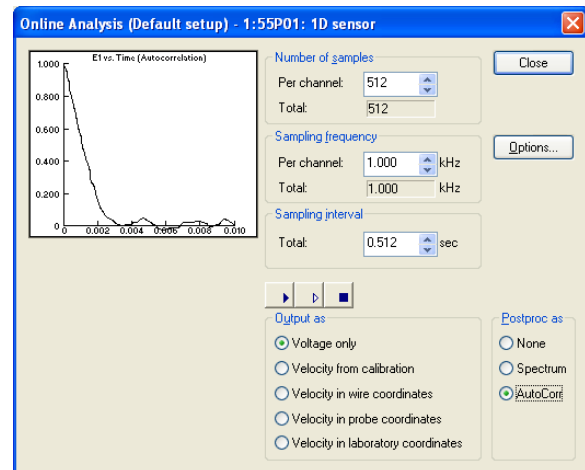 Online Analysis (Default setup) - 1:55P01: 1D sensor
E1 vs. Time (Autocorrelation)
1.000
0.800
0.600
0.400
0.200
0
0 0.002 0.004 0.006 0.008 0.010
Number of samples
Per channel: 512
Total: 512
Sampling frequency
Per channel: 1.000 kHz
Total: 1.000 kHz
Sampling interval
Total: 0.512 sec
Close
Options...
Output as
Voltage only
Velocity from calibration
Velocity in wire coordinates
Velocity in probe coordinates
Velocity in laboratory coordinates
Postproc as
None
Spectrum
AutoCorr